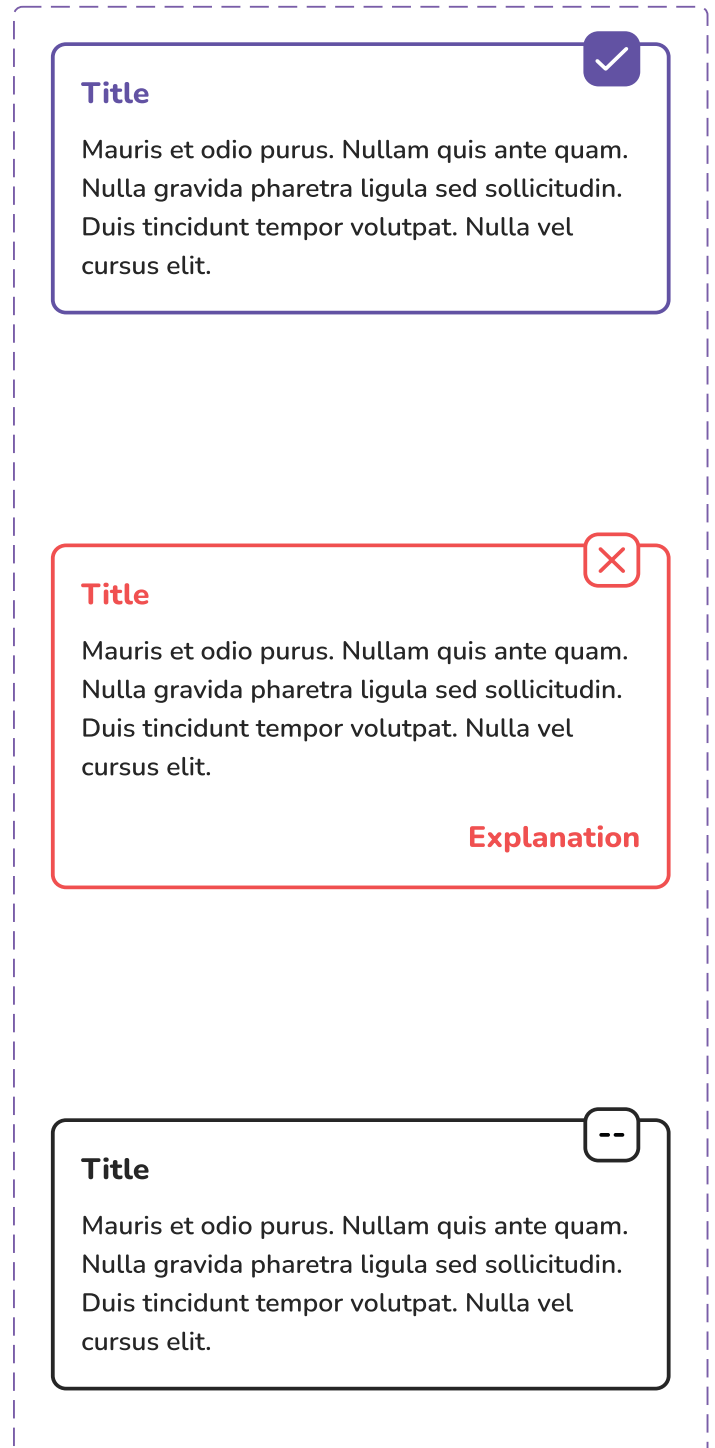 Title
Mauris et odio purus. Nullam quis ante quam.
Nulla gravida pharetra ligula sed sollicitudin.
Duis tincidunt tempor volutpat. Nulla vel
cursus elit.
Title
Mauris et odio purus. Nullam quis ante quam.
Nulla gravida pharetra ligula sed sollicitudin.
Duis tincidunt tempor volutpat. Nulla vel
cursus elit.
Explanation
--
Title
Mauris et odio purus. Nullam quis ante quam.
Nulla gravida pharetra ligula sed sollicitudin.
Duis tincidunt tempor volutpat. Nulla vel
cursus elit.